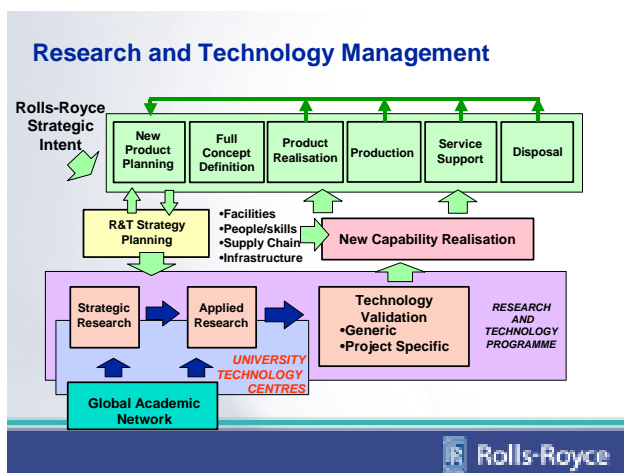 Research and Technology Management
Rolls-Royce
Strategic
Intent
New
Product
Planning
Full
Concept
Definition
Product
Realisation
Production
Service
Support
Disposal
R&T Strategy
Planning
•Facilities
•People/skills
•Supply Chain
•Infrastructure
New Capability Realisation
Strategic
Research
Applied
Research
Technology
Validation
•Generic
•Project Specific
RESEARCH
AND
TECHNOLOGY
PROGRAMME
UNIVERSITY
TECHNOLOGY
CENTRES
Global Academic
Network
Rolls-Royce